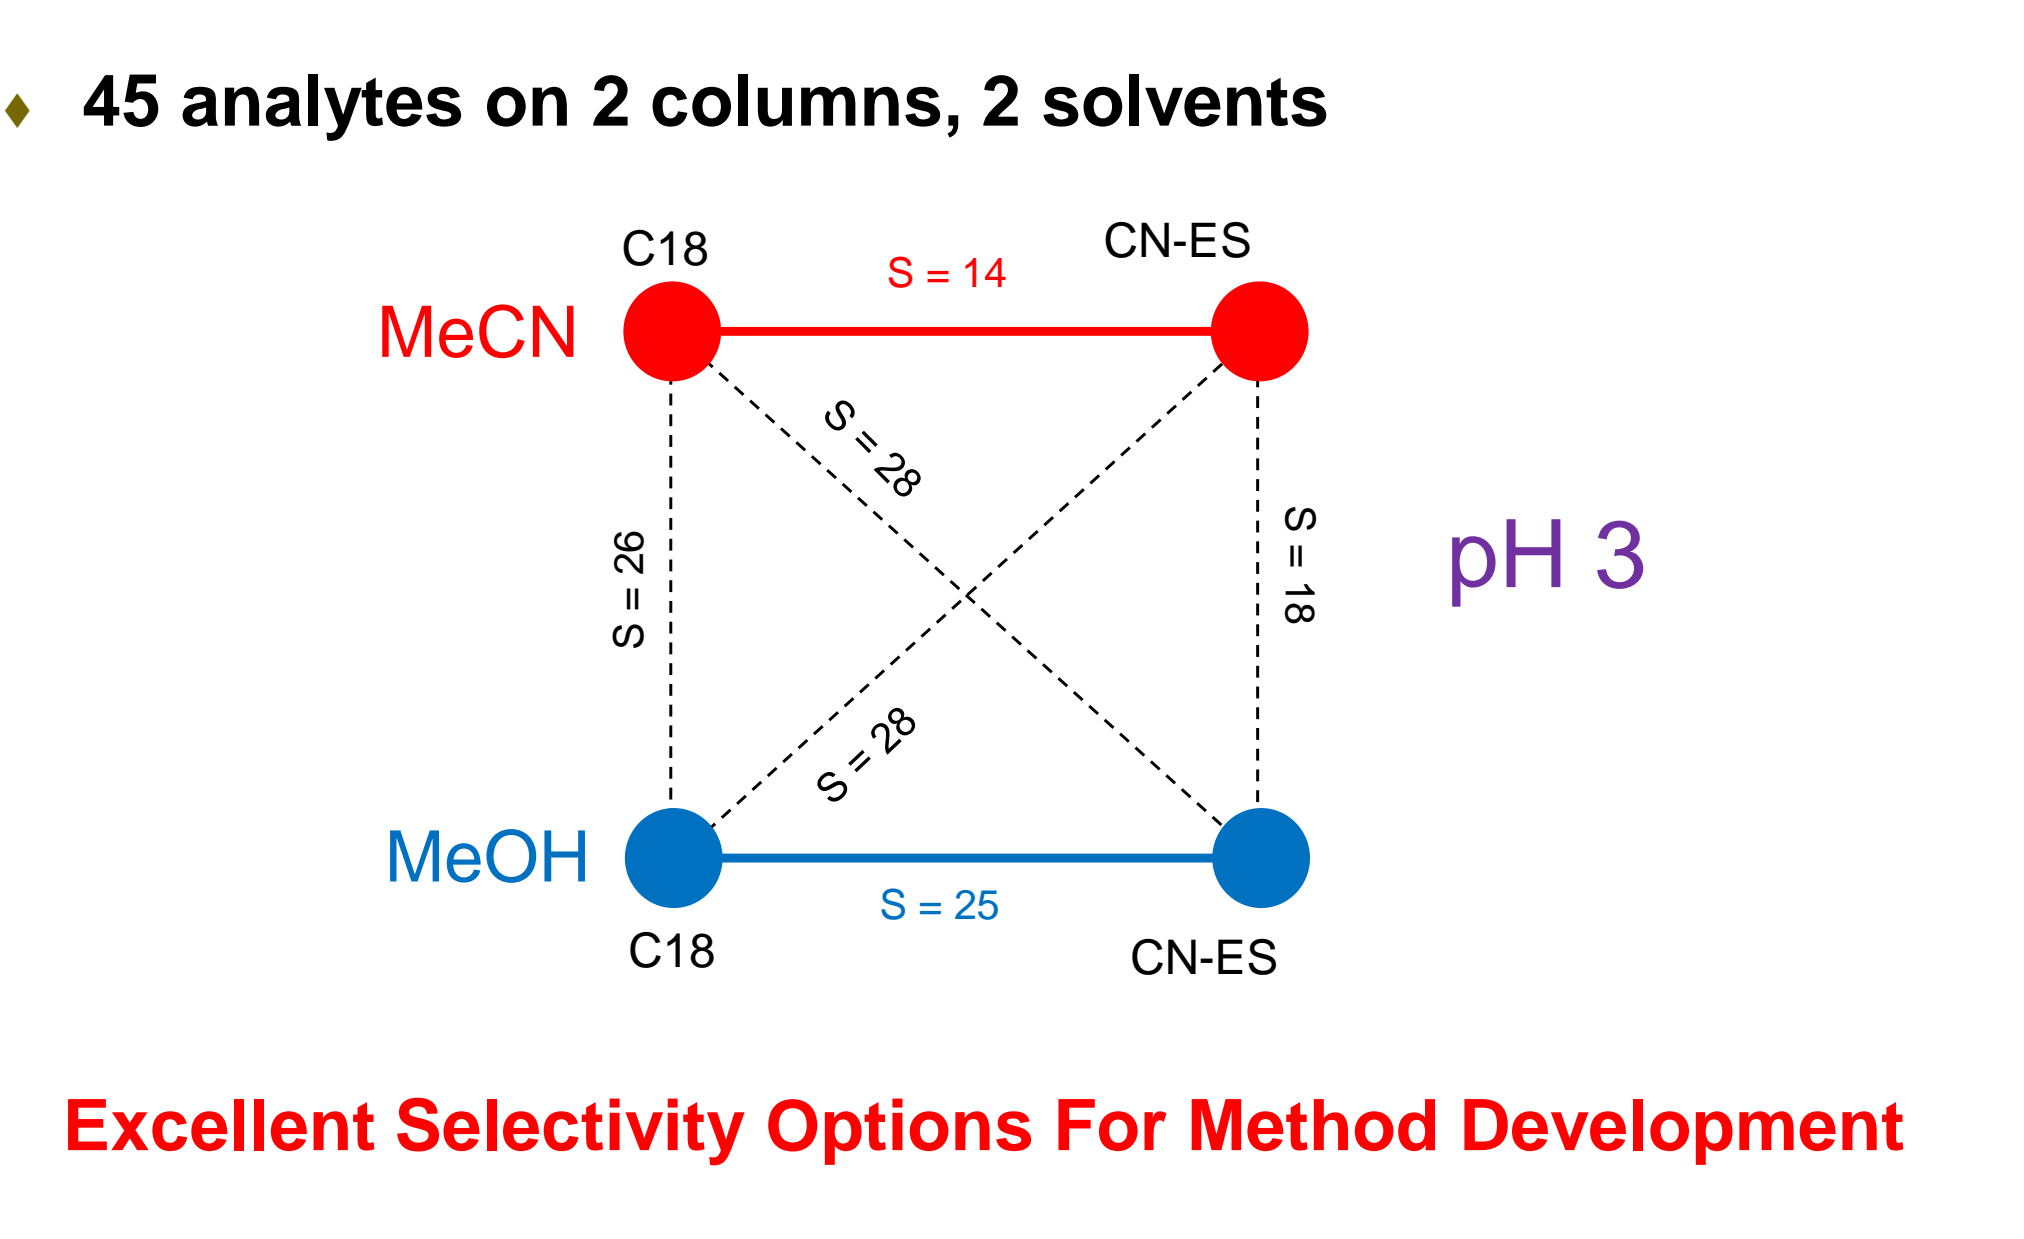 45 analytes on 2 columns, 2 solvents
C18
CN-ES
S = 14
MeCN
S = 28
S = 26
S = 18
pH 3
S = 28
MeOH
S = 25
C18
CN-ES
Excellent Selectivity Options For Method Development